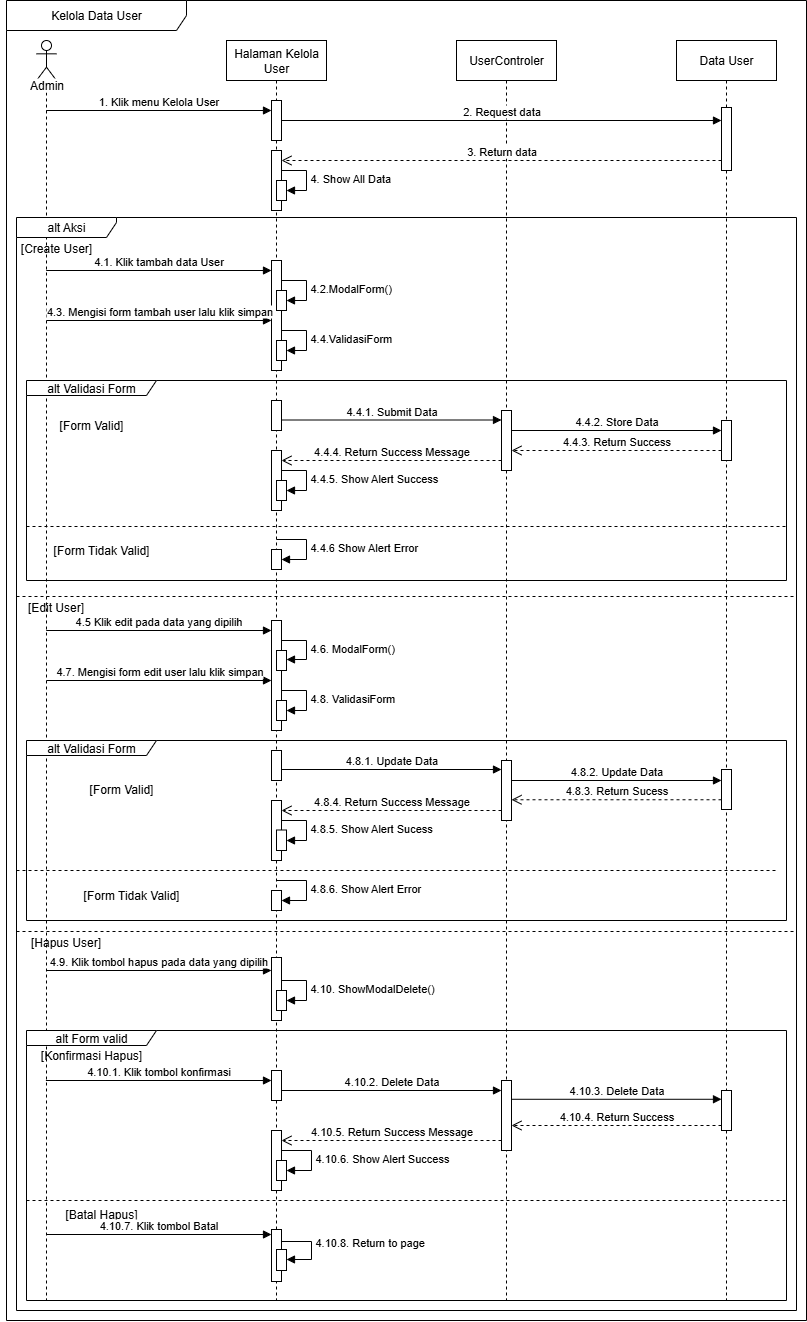 Kelola Data User
Halaman Kelola
User
UserControler
Data User
Admin
1. Klik menu Kelola User
2. Request data
3. Return data
4. Show All Data
alt Aksi
[Create User]
4.1. Klik tambah data User
4.2.ModalForm()
4.3. Mengisi form tambah user lalu klik simpan
4.4.ValidasiForm
alt Validasi Form
[Form Valid]
4.4.1. Submit Data
4.4.2. Store Data
4.4.3. Return Success
4.4.4. Return Success Message
4.4.5. Show Alert Success
[Form Tidak Valid]
4.4.6 Show Alert Error
[Edit User]
4.5 Klik edit pada data yang dipilih
4.6. ModalForm()
4.7. Mengisi form edit user lalu klik simpan
4.8. ValidasiForm
alt Validasi Form
[Form Valid]
4.8.1. Update Data
4.8.2. Update Data
4.8.3. Return Sucess
4.8.4. Return Success Message
4.8.5. Show Alert Sucess
[Form Tidak Valid]
4.8.6. Show Alert Error
[Hapus User]
4.9. Klik tombol hapus pada data yang dipilih
4.10. ShowModalDelete()
alt Form valid
[Konfirmasi Hapus]
4.10.1. Klik tombol konfirmasi
4.10.2. Delete Data
4.10.3. Delete Data
4.10.4. Return Success
4.10.5. Return Success Message
4.10.6. Show Alert Success
[Batal Hapus]
4.10.7. Klik tombol Batal
4.10.8. Return to page